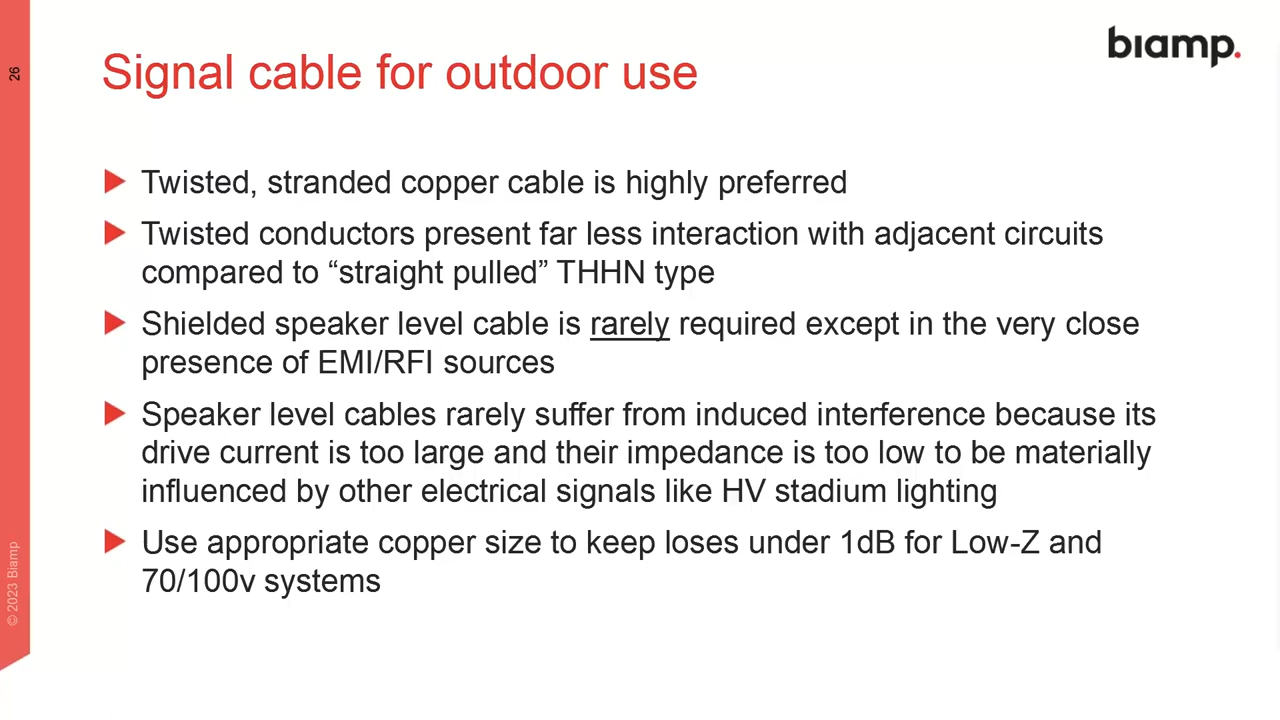 biamp.
26
Signal cable for outdoor use
Twisted, stranded copper cable is highly preferred
Twisted conductors present far less interaction with adjacent circuits
compared to “straight pulled” THHN type
Shielded speaker level cable is rarely required except in the very close
presence of EMI/RFI sources
Speaker level cables rarely suffer from induced interference because its
drive current is too large and their impedance is too low to be materially
influenced by other electrical signals like HV stadium lighting
Use appropriate copper size to keep loses under 1dB for Low-Z and
70/100v systems
© 2023 Biamp